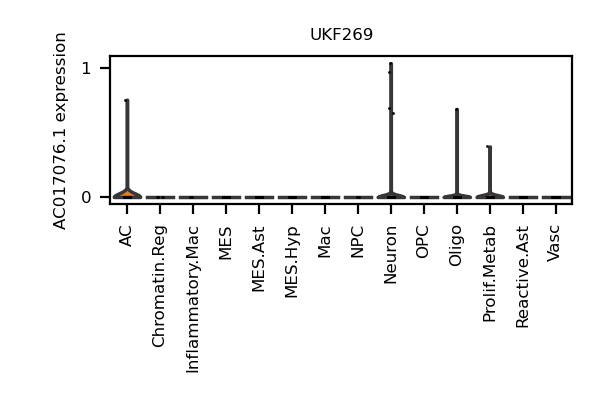 UKF269
AC017076.1 expression
1
0
AC
Chromatin.Reg
Inflammatory.Mac
MES
MES.Ast
MES.Hyp
Mac
NPC
Neuron
OPC
Oligo
Prolif.Metab
Reactive.Ast
Vasc